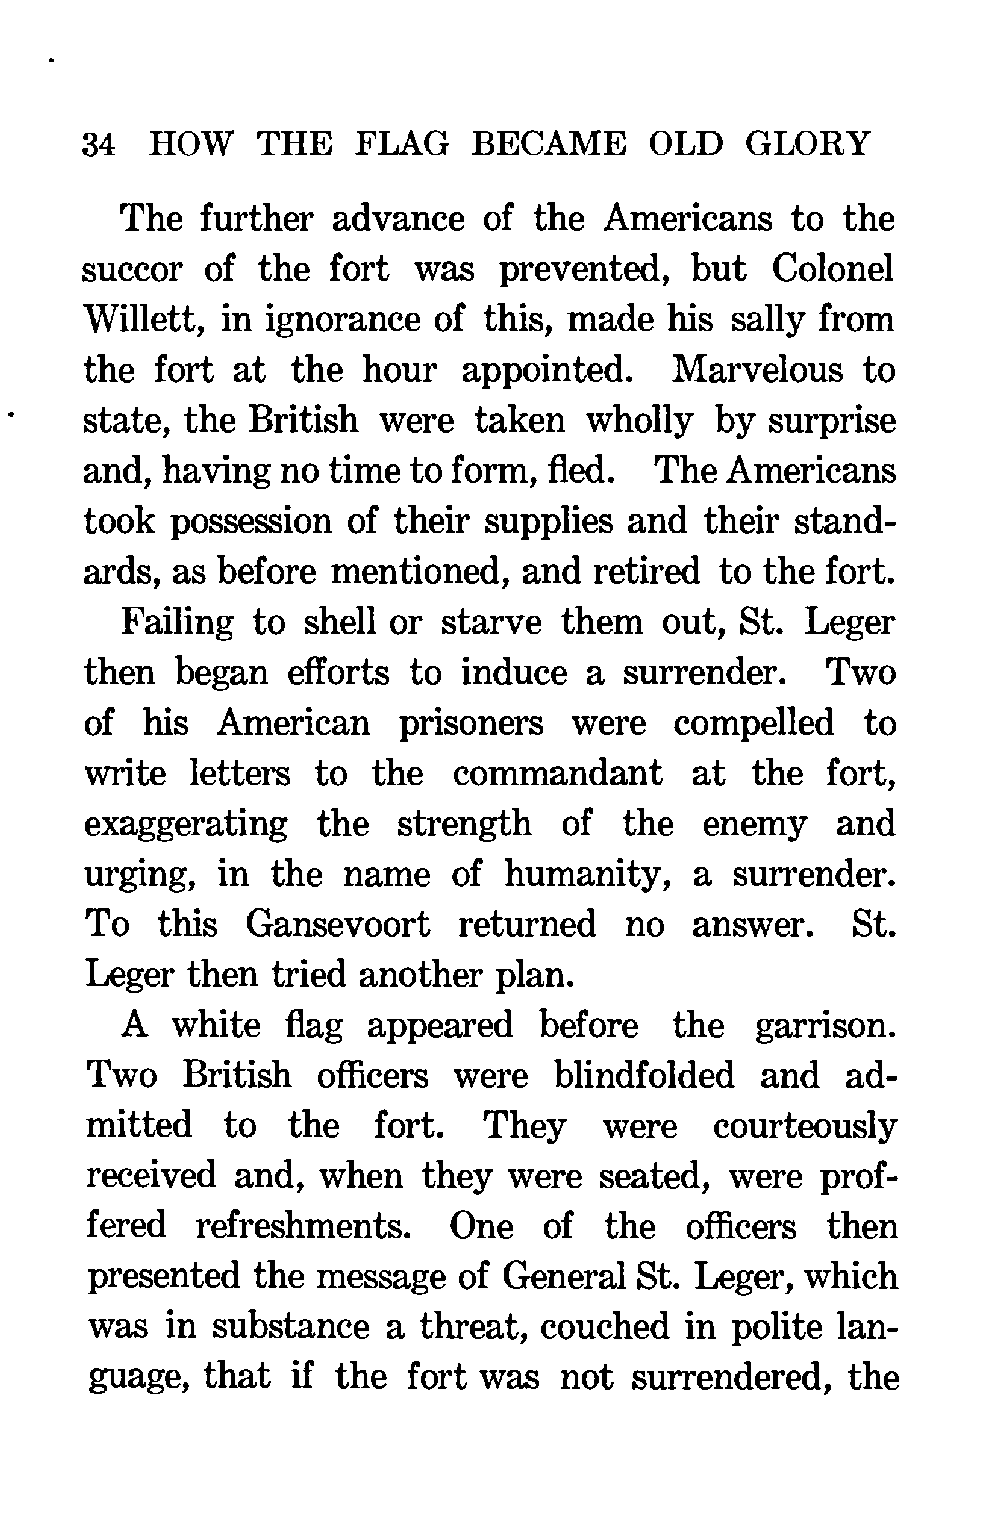 34 HOW THE FLAG BECAME OLD GLORY
The further advance of the Americans to the
succor of the fort was prevented, but Colonel
Willett, in ignorance of this, made his sally from
the fort at the hour appointed. Marvelous to
state, the British were taken wholly by surprise
and, having no time to form, fled. The Americans
took possession of their supplies and their stand-
ards, as before mentioned, and retired to the fort.
Failing to shell or starve them out, St. Leger
then began efforts to induce a surrender. Two
of his American prisoners were compelled to
write letters to the commandant at the fort,
exaggerating the strength of the enemy and
urging, in the name of humanity, a surrender.
To this Gansevoort returned no answer. St.
Leger then tried another plan.
A white flag appeared before the garrison.
Two British officers were blindfolded and ad-
mitted to the fort. They were courteously
received and, when they were seated, were prof-
fered refreshments. One of the officers then
presented the message of General St. Leger, which
was in substance a threat, couched in polite lan-
guage, that if the fort was not surrendered, the